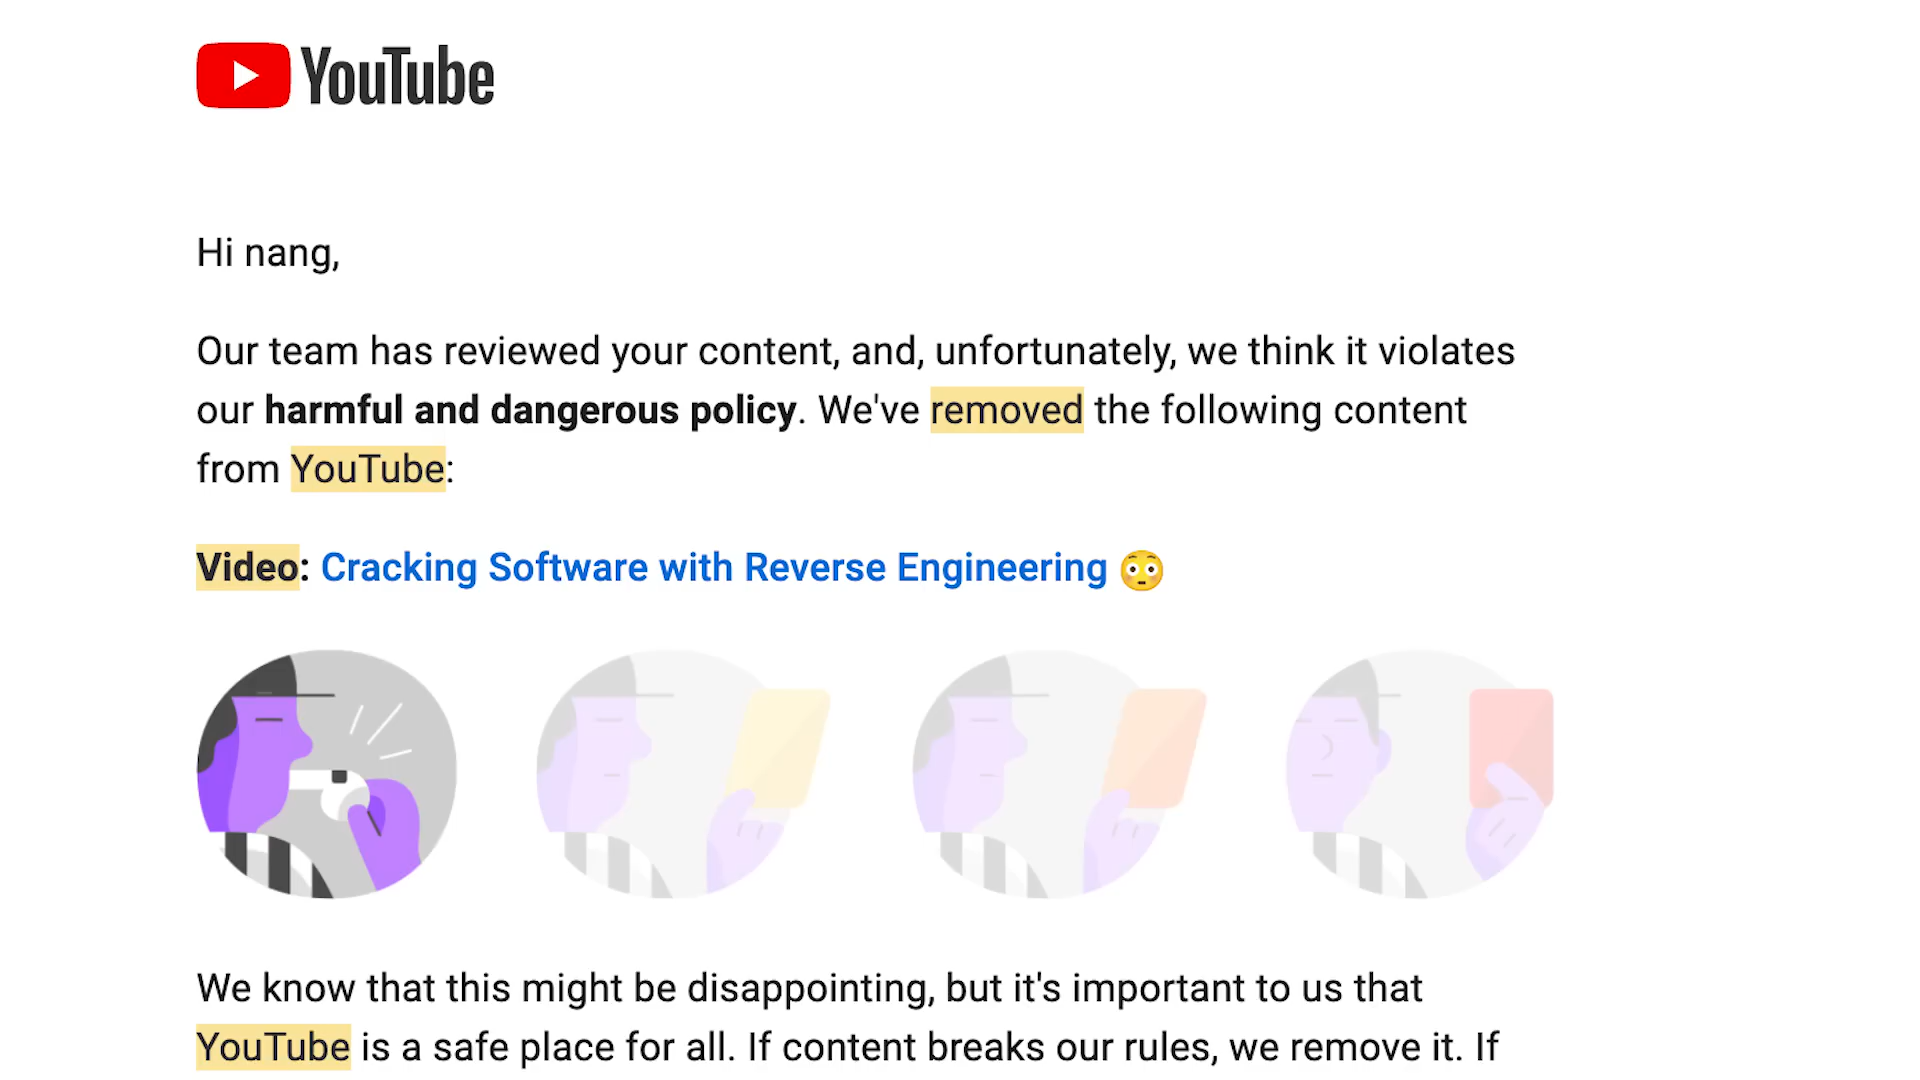 YouTube
Hi nang,
Our team has reviewed your content, and, unfortunately, we think it violates
our harmful and dangerous policy. We've removed the following content
from YouTube:
Video: Cracking Software with Reverse Engineering 😳
We know that this might be disappointing, but it's important to us that
YouTube is a safe place for all. If content breaks our rules, we remove it. If